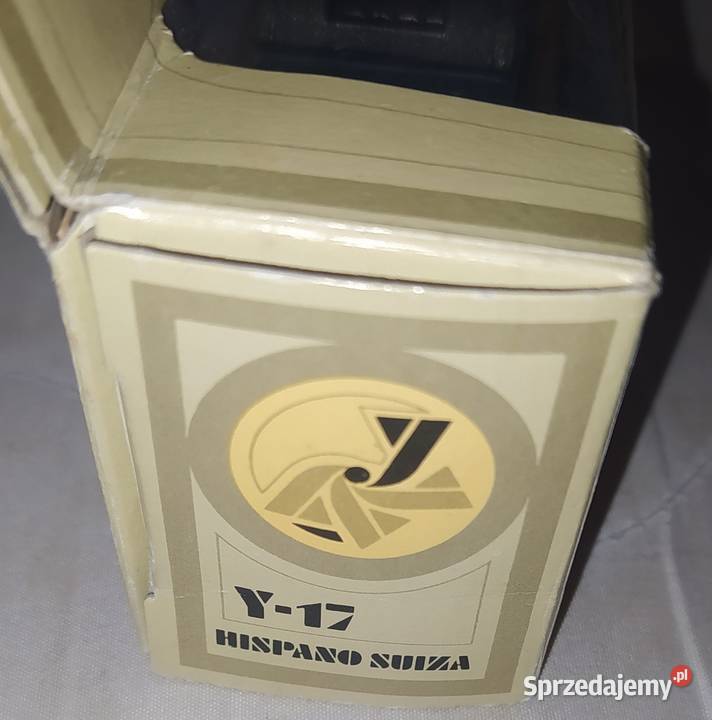 Y
Y-17
HISPANO SUIZA
Sprzedajemy.pl